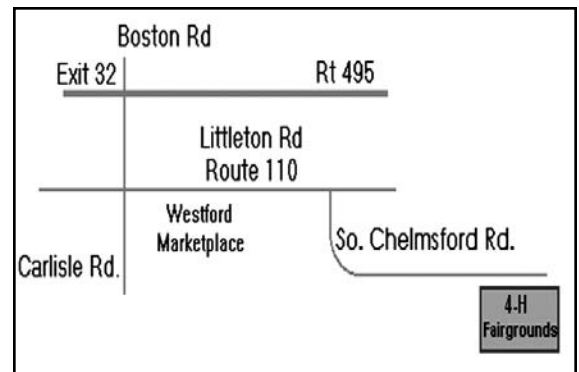 Boston Rd
Exit 32
Rt 495
Littleton Rd
Route 110
Westford
Marketplace
So. Chelmsford Rd.
Carlisle Rd.
4-H
Fairgrounds